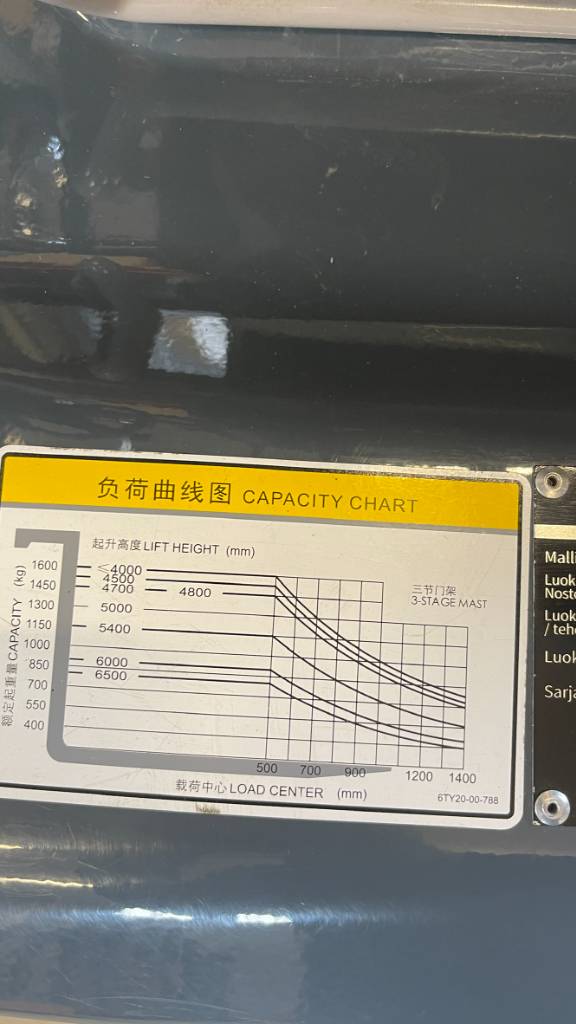 负荷曲线图 CAPACITY CHART
起升高度 LIFT HEIGHT (mm)
额定起重量 CAPACITY (kg)
1600
1450
1300
1150
1000
850
700
550
400
≤4000
4500
4700
4800
5000
5400
6000
6500
三节门架
3-STAGE MAST
500 700 900 1200 1400
载荷中心 LOAD CENTER (mm)
6TY20-00-788
Malli
Luok
Nosto
Luok
/ teho
Luok
Sarja